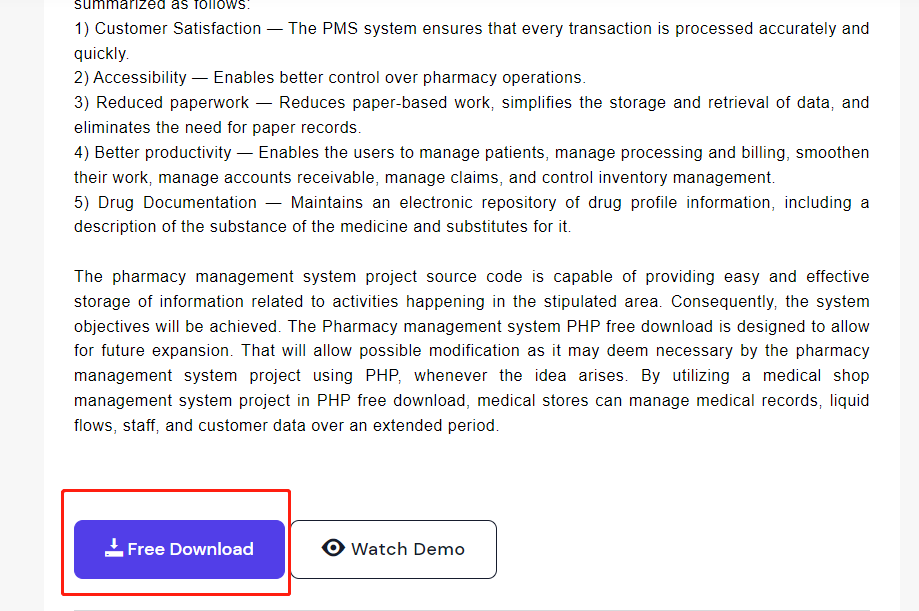 summarized as follows:
1) Customer Satisfaction — The PMS system ensures that every transaction is processed accurately and
quickly.
2) Accessibility — Enables better control over pharmacy operations.
3) Reduced paperwork — Reduces paper-based work, simplifies the storage and retrieval of data, and
eliminates the need for paper records.
4) Better productivity — Enables the users to manage patients, manage processing and billing, smoothen
their work, manage accounts receivable, manage claims, and control inventory management.
5) Drug Documentation — Maintains an electronic repository of drug profile information, including a
description of the substance of the medicine and substitutes for it.
The pharmacy management system project source code is capable of providing easy and effective
storage of information related to activities happening in the stipulated area. Consequently, the system
objectives will be achieved. The Pharmacy management system PHP free download is designed to allow
for future expansion. That will allow possible modification as it may deem necessary by the pharmacy
management system project using PHP, whenever the idea arises. By utilizing a medical shop
management system project in PHP free download, medical stores can manage medical records, liquid
flows, staff, and customer data over an extended period.
Free Download
Watch Demo